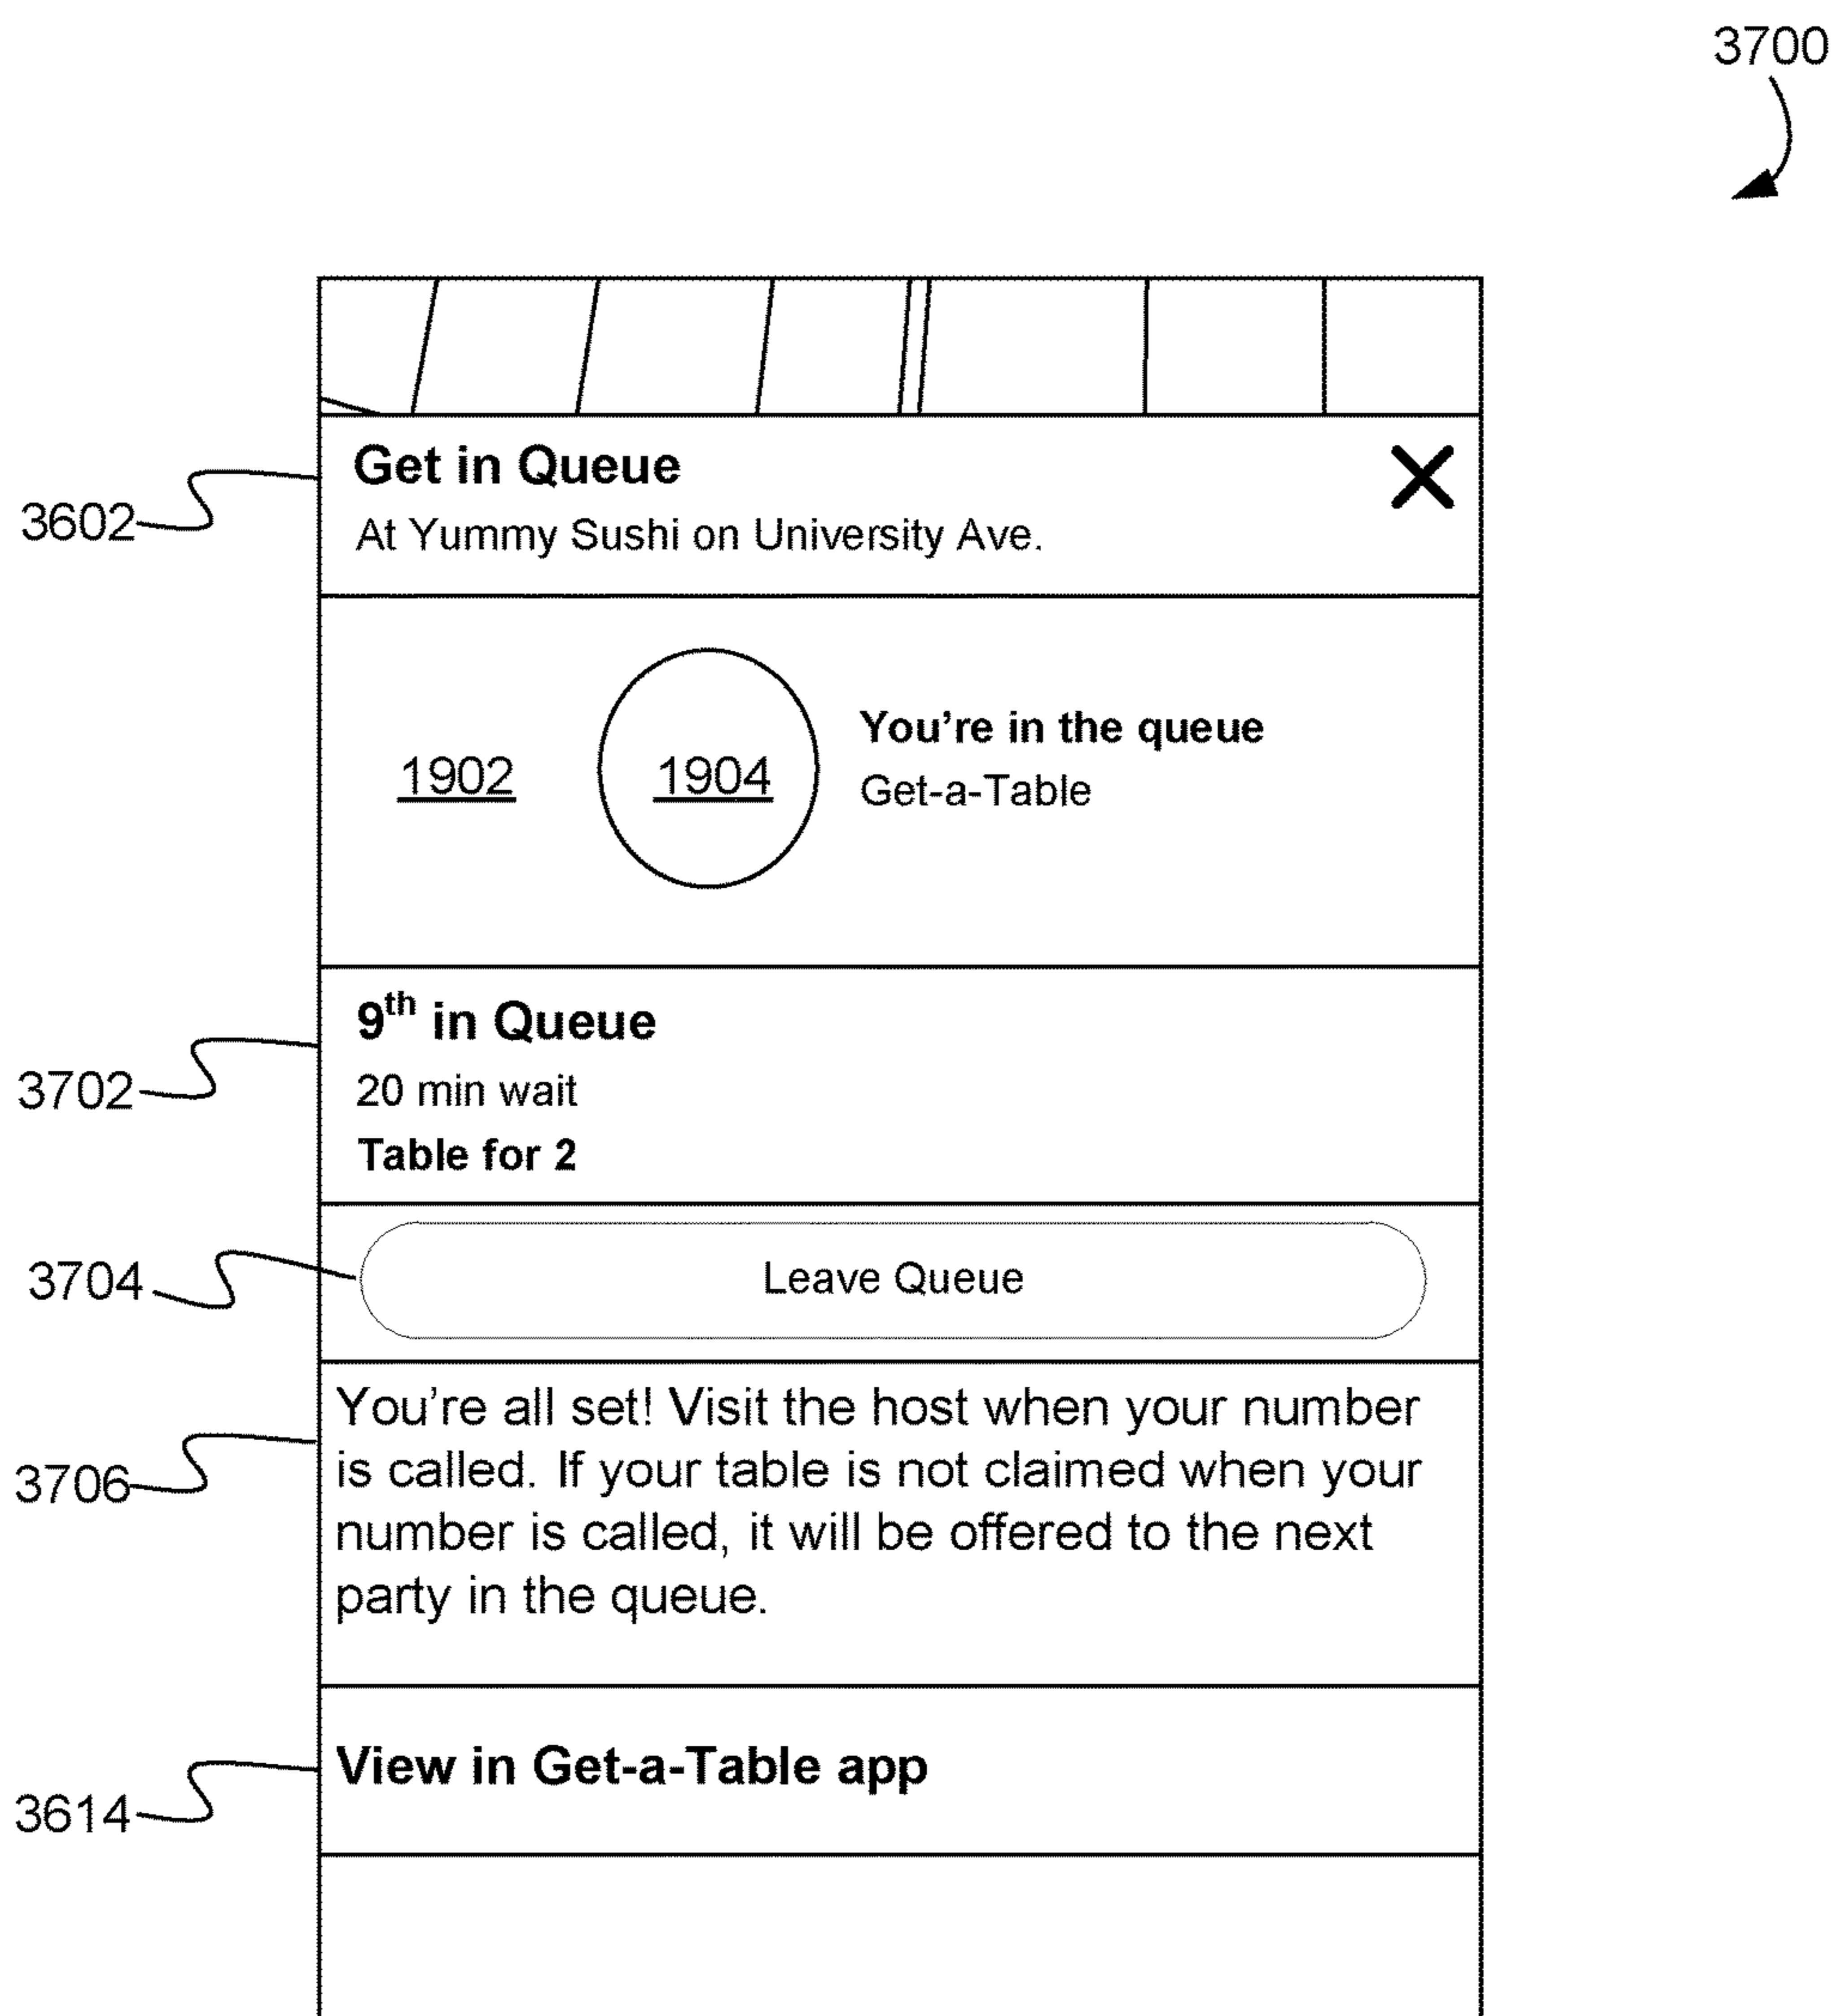 3700
Get in Queue
3602
At Yummy Sushi on University Ave.
You're in the queue
1902
1904
Get-a-Table
9th in Queue
3702
20 min wait
Table for 2
3704
Leave Queue
You're all set! Visit the host when your number
is called. If your table is not claimed when your
3706
number is called, it will be offered to the next
party in the queue.
View in Get-a-Table app
3614